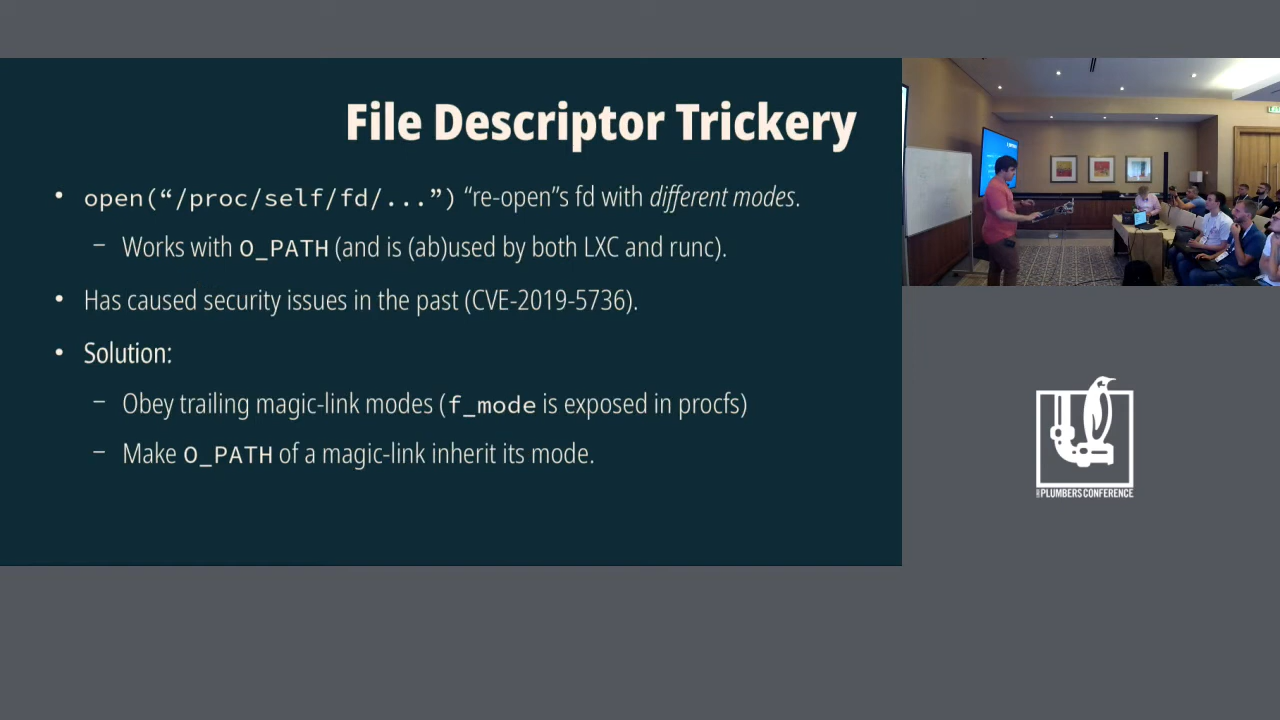 File Descriptor Trickery
• open(“/proc/self/fd/...”) “re-open”s fd with different modes.
– Works with O_PATH (and is (ab)used by both LXC and runc).
• Has caused security issues in the past (CVE-2019-5736).
• Solution:
– Obey trailing magic-link modes (f_mode is exposed in procfs)
– Make O_PATH of a magic-link inherit its mode.
PLUMBERS CONFERENCE